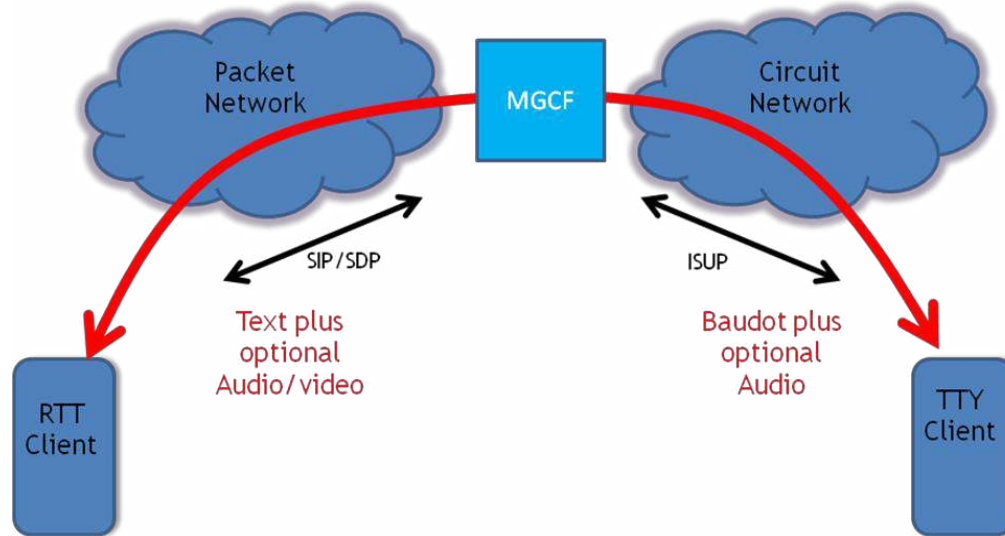 Packet
Network
MGCF
Circuit
Network
SIP/SDP
ISUP
Text plus
optional
Audio/video
Baudot plus
optional
Audio
RTT
Client
TTY
Client